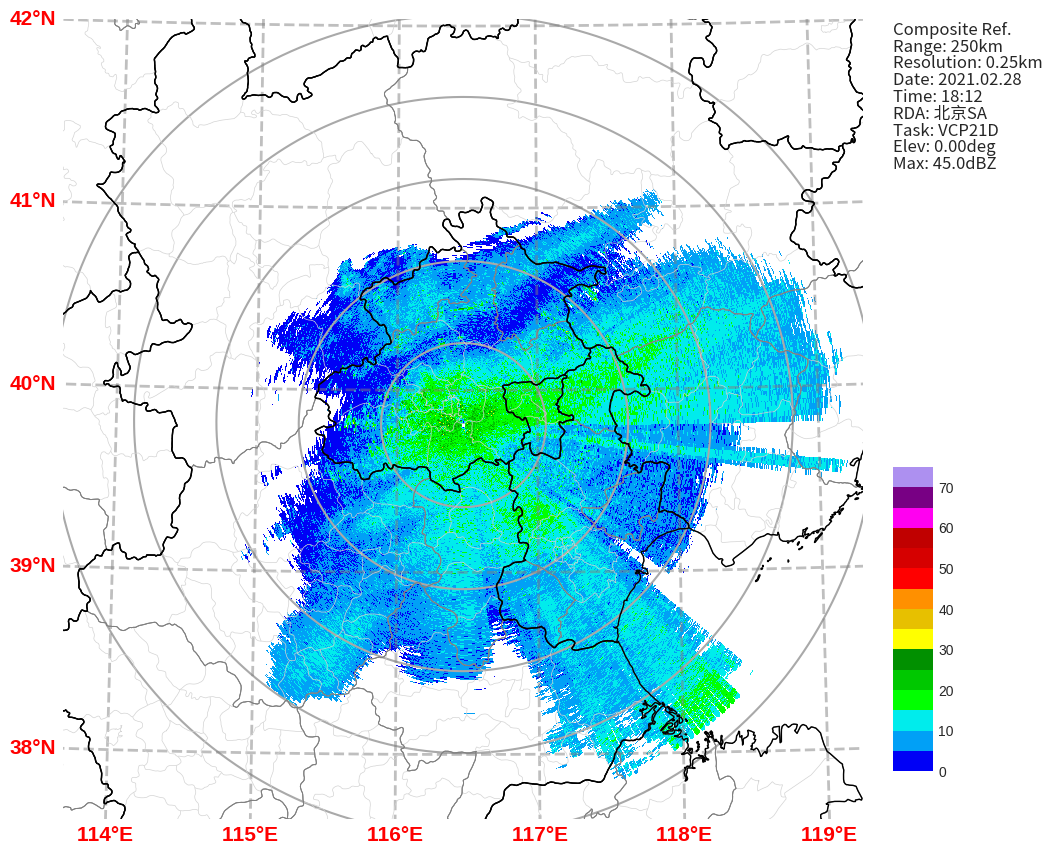 42°N
41°N
40°N
39°N
38°N
114°E
115°E
116°E
117°E
118°E
119°E
Composite Ref.
Range: 250km
Resolution: 0.25km
Date: 2021.02.28
Time: 18:12
RDA: 北京SA
Task: VCP21D
Elev: 0.00deg
Max: 45.0dBZ
70
60
50
40
30
20
10
0